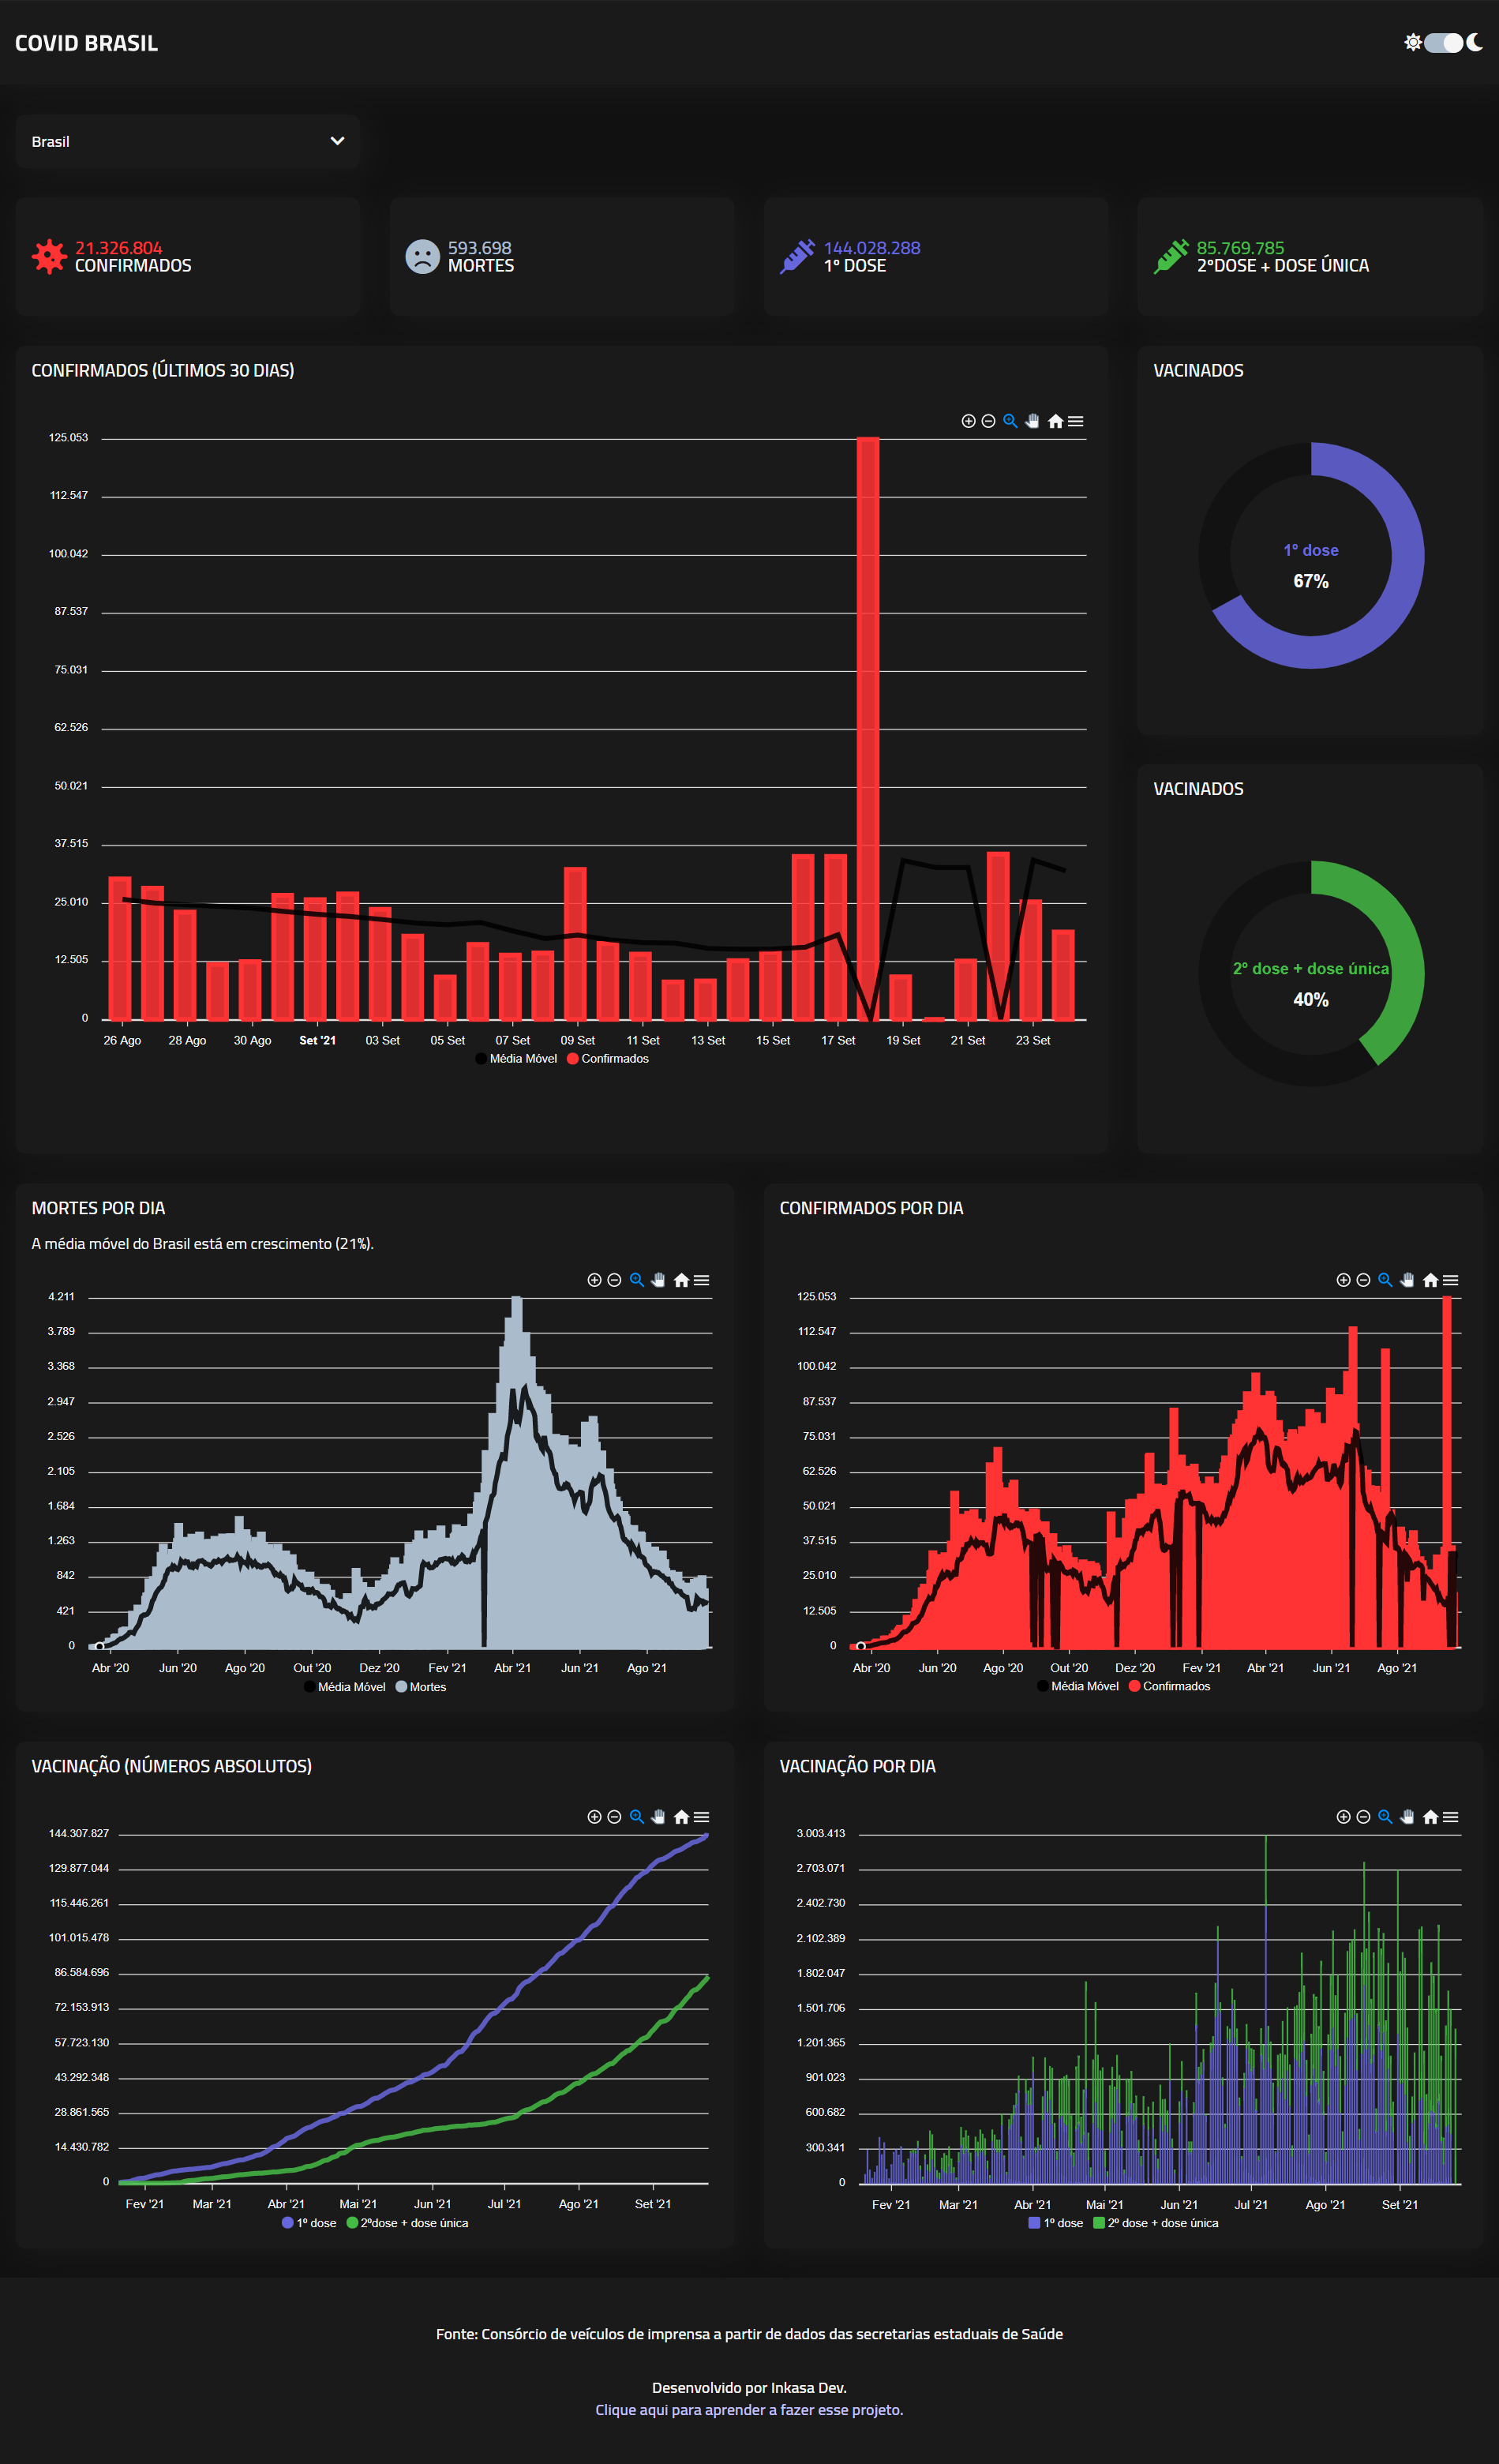 COVID BRASIL
Brasil
21.326.804
CONFIRMADOS
593.698
MORTES
144.028.288
1º DOSE
85.769.785
2ºDOSE + DOSE ÚNICA
CONFIRMADOS (ÚLTIMOS 30 DIAS)
125.053
112.547
100.042
87.537
75.031
62.526
50.021
37.515
25.010
12.505
0
26 Ago 28 Ago 30 Ago Set '21 03 Set 05 Set 07 Set 09 Set 11 Set 13 Set 15 Set 17 Set 19 Set 21 Set 23 Set
Média Móvel Confirmados
VACINADOS
1º dose
67%
VACINADOS
2º dose + dose única
40%
MORTES POR DIA
A média móvel do Brasil está em crescimento (21%).
4.211
3.789
3.368
2.947
2.526
2.105
1.684
1.263
842
421
0
Abr '20 Jun '20 Ago '20 Out '20 Dez '20 Fev '21 Abr '21 Jun '21 Ago '21
Média Móvel Mortes
CONFIRMADOS POR DIA
125.053
112.547
100.042
87.537
75.031
62.526
50.021
37.515
25.010
12.505
0
Abr '20 Jun '20 Ago '20 Out '20 Dez '20 Fev '21 Abr '21 Jun '21 Ago '21
Média Móvel Confirmados
VACINAÇÃO (NÚMEROS ABSOLUTOS)
144.307.827
129.877.044
115.446.261
101.015.478
86.584.696
72.153.913
57.723.130
43.292.348
28.861.565
14.430.782
0
Fev '21 Mar '21 Abr '21 Mai '21 Jun '21 Jul '21 Ago '21 Set '21
1º dose 2ºdose + dose única
VACINAÇÃO POR DIA
3.003.413
2.703.071
2.402.730
2.102.389
1.802.047
1.501.706
1.201.365
901.023
600.682
300.341
0
Fev '21 Mar '21 Abr '21 Mai '21 Jun '21 Jul '21 Ago '21 Set '21
1º dose 2º dose + dose única
Fonte: Consórcio de veículos de imprensa a partir de dados das secretarias estaduais de Saúde
Desenvolvido por Inkasa Dev.
Clique aqui para aprender a fazer esse projeto.